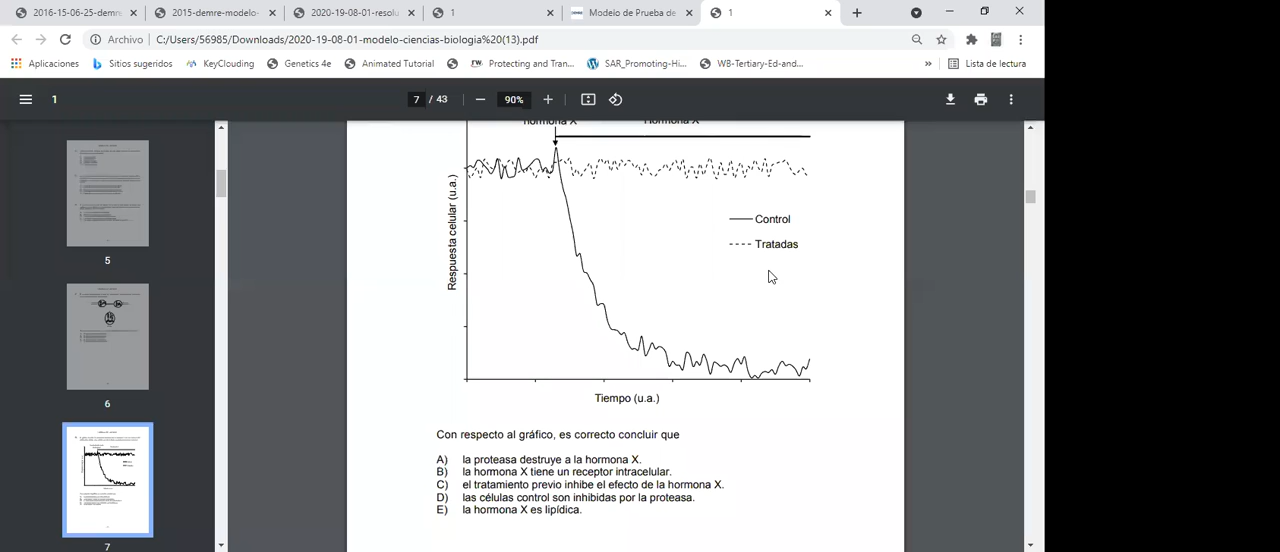 2016-15-06-25-demre
2015-demre-modelo-
2020-19-08-01-resolu
1
Modelo de Prueba de
1
Archivo
C:/Users/56985/Downloads/2020-19-08-01-modelo-ciencias-biologia%20(13).pdf
Aplicaciones
Sitios sugeridos
KeyClouding
Genetics 4e
Animated Tutorial
Protecting and Tran...
SAR_Promoting-Hi...
WB-Tertiary-Ed-and...
»
Lista de lectura
1
7 / 43
90%
hormona X
Hormona X
Respuesta celular (u.a.)
Control
Tratadas
Tiempo (u.a.)
5
6
7
Con respecto al gráfico, es correcto concluir que
A) la proteasa destruye a la hormona X.
B) la hormona X tiene un receptor intracelular.
C) el tratamiento previo inhibe el efecto de la hormona X.
D) las células control son inhibidas por la proteasa.
E) la hormona X es lipídica.